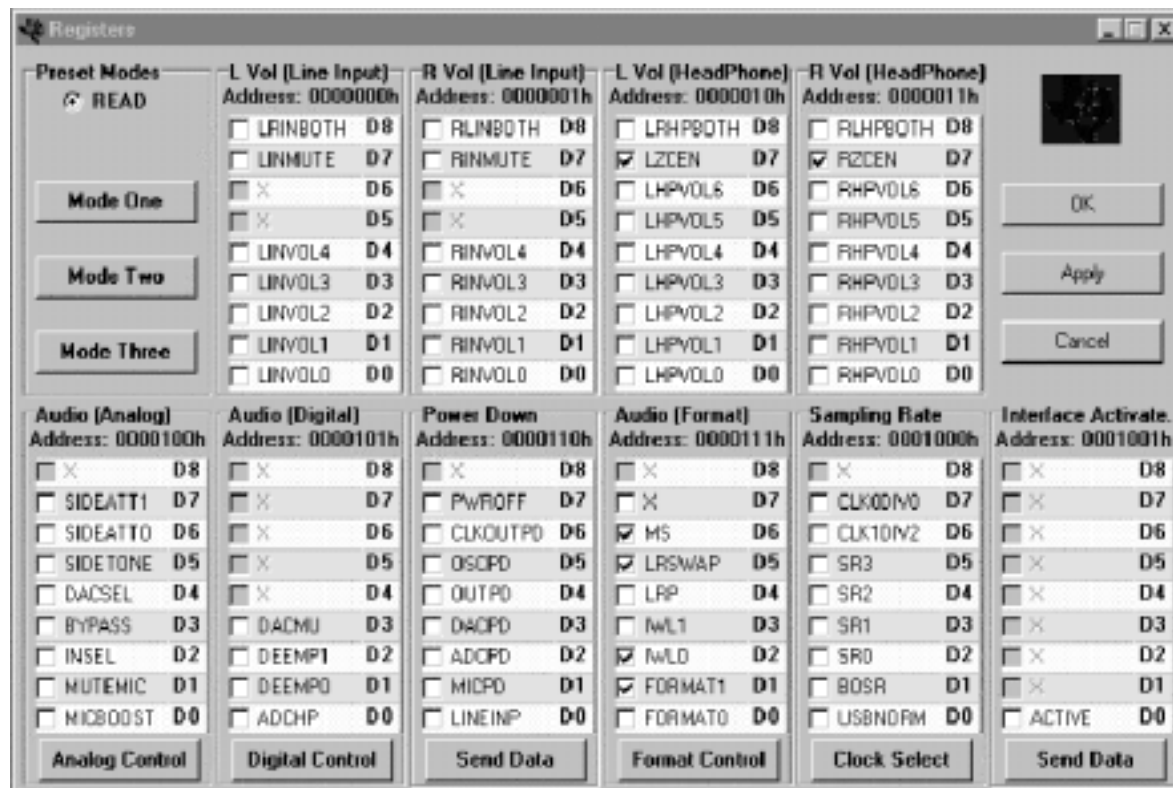 Registers
Preset Modes
READ
Mode One
Mode Two
Mode Three
L Vol (Line Input)
Address: 0000000h
LRINBOTH D8
LINMUTE D7
X D6
X D5
LINVOL4 D4
LINVOL3 D3
LINVOL2 D2
LINVOL1 D1
LINVOL0 D0
R Vol (Line Input)
Address: 0000001h
RLINBOTH D8
RINMUTE D7
X D6
X D5
RINVOL4 D4
RINVOL3 D3
RINVOL2 D2
RINVOL1 D1
RINVOL0 D0
L Vol (HeadPhone)
Address: 0000010h
LRHPBOTH D8
LZCEN D7
LHPVOL6 D6
LHPVOL5 D5
LHPVOL4 D4
LHPVOL3 D3
LHPVOL2 D2
LHPVOL1 D1
LHPVOL0 D0
R Vol (HeadPhone)
Address: 0000011h
RLHPBOTH D8
RZCEN D7
RHPVOL6 D6
RHPVOL5 D5
RHPVOL4 D4
RHPVOL3 D3
RHPVOL2 D2
RHPVOL1 D1
RHPVOL0 D0
OK
Apply
Cancel
Audio (Analog)
Address: 0000100h
X D8
SIDEATT1 D7
SIDEATT0 D6
SIDETONE D5
DACSEL D4
BYPASS D3
INSEL D2
MUTEMIC D1
MICBOOST D0
Analog Control
Audio (Digital)
Address: 0000101h
X D8
X D7
X D6
X D5
X D4
DACMU D3
DEEMP1 D2
DEEMP0 D1
ADCHP D0
Digital Control
Power Down
Address: 0000110h
X D8
PWROFF D7
CLKOUTPD D6
OSCPD D5
OUTPD D4
DACPD D3
ADCPD D2
MICPD D1
LINEINP D0
Send Data
Audio (Format)
Address: 0000111h
X D8
X D7
MS D6
LRSWAP D5
LRP D4
IWL1 D3
IWL0 D2
FORMAT1 D1
FORMAT0 D0
Format Control
Sampling Rate
Address: 0001000h
X D8
CLKODIV0 D7
CLK1DIV2 D6
SR3 D5
SR2 D4
SR1 D3
SR0 D2
BOSR D1
USBNORM D0
Clock Select
Interface Activate.
Address: 0001001h
X D8
X D7
X D6
X D5
X D4
X D3
X D2
X D1
ACTIVE D0
Send Data